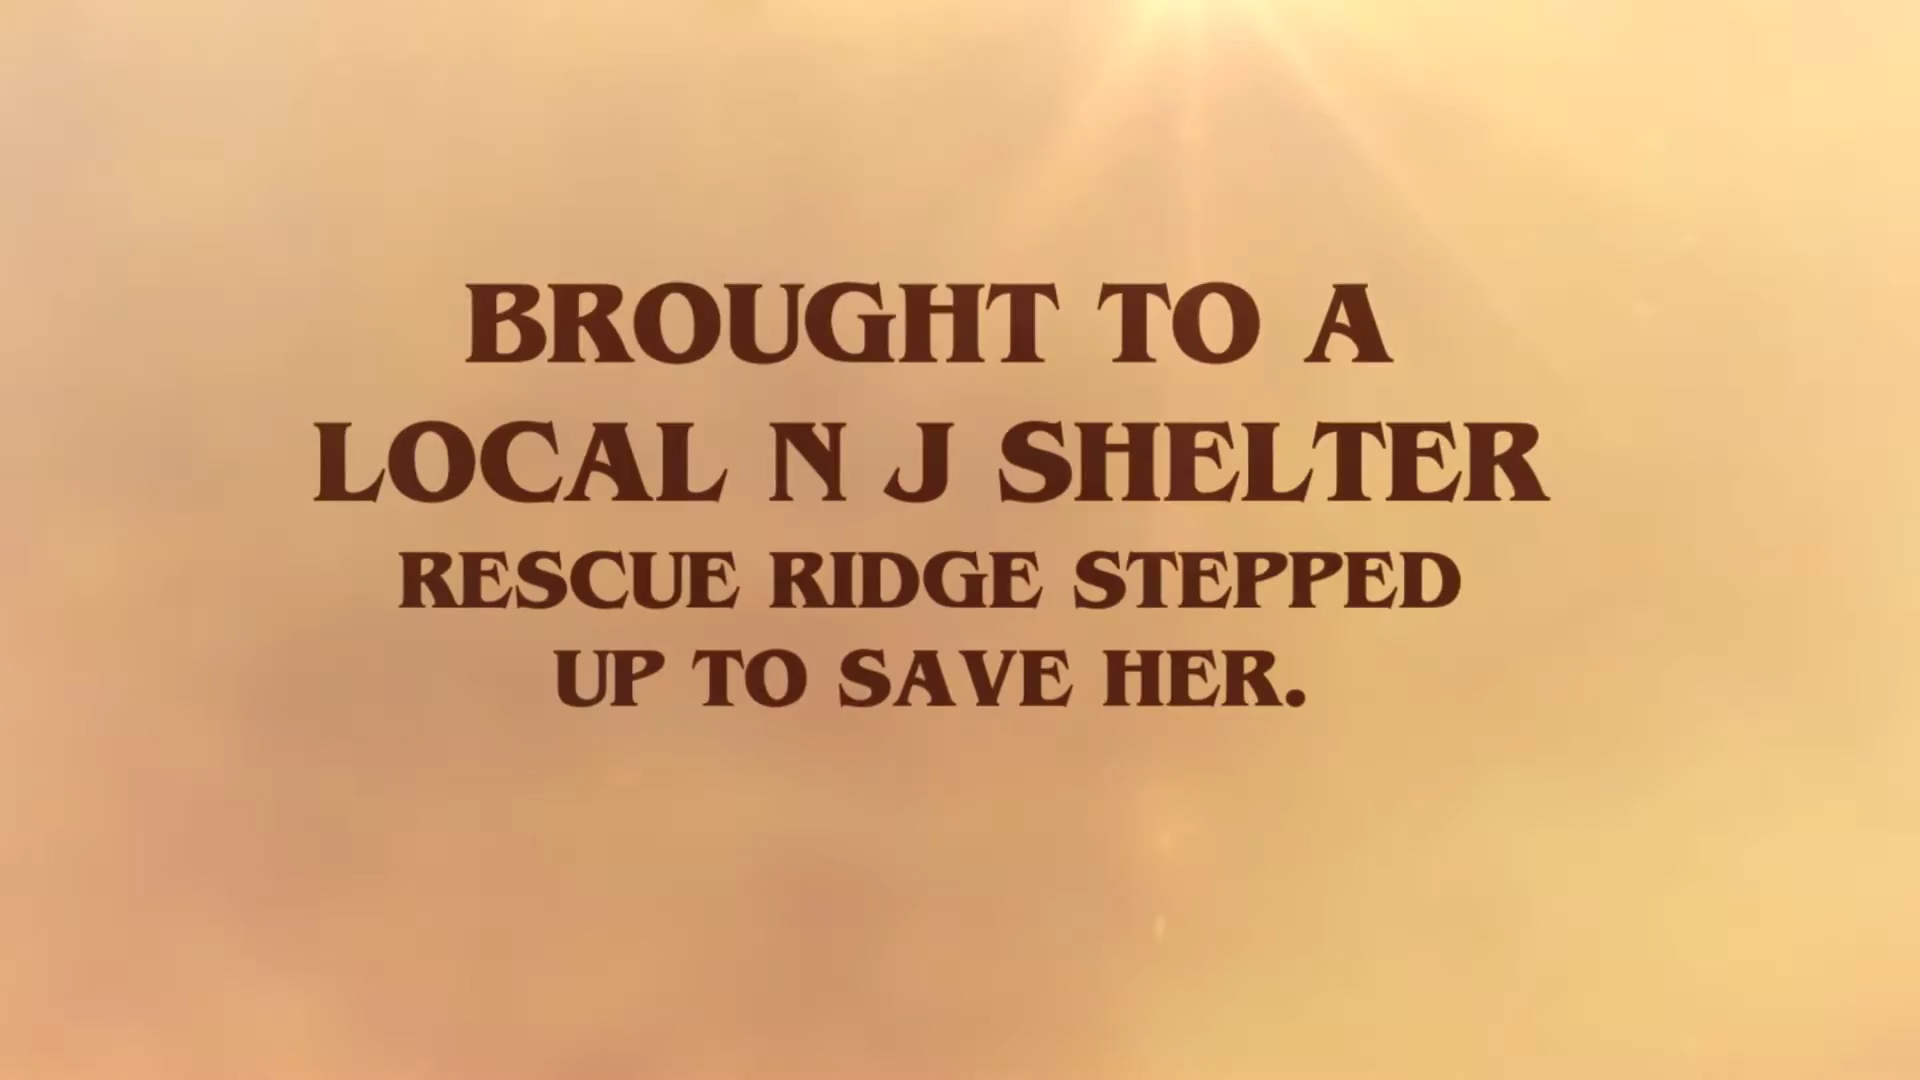 BROUGHT TO A
LOCAL N J SHELTER
RESCUE RIDGE STEPPED
UP TO SAVE HER.